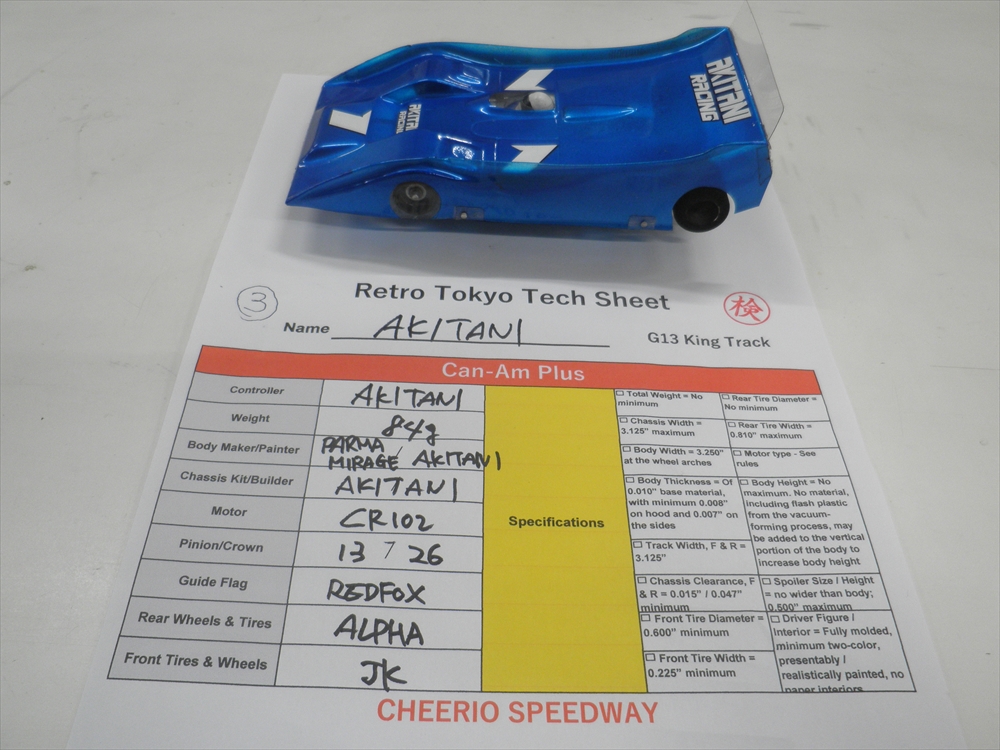 AKITANI
RACING
1
AKITANI
RACING
Retro Tokyo Tech Sheet
3
検
Name AKITANI
G13 King Track
Can-Am Plus
Controller AKITANI
Weight 84g
Body Maker/Painter PARMA
MIRAGE / AKITANI
Chassis Kit/Builder AKITANI
Motor CR102
Pinion/Crown 13 / 26
Guide Flag REDFOX
Rear Wheels & Tires ALPHA
Front Tires & Wheels JK
Specifications
Total Weight = No
minimum
Rear Tire Diameter =
No minimum
Chassis Width =
3.125" maximum
Rear Tire Width =
0.810" maximum
Body Width = 3.250"
at the wheel arches
Motor type - See
rules
Body Thickness = Of
0.010" base material,
with minimum 0.008"
on hood and 0.007" on
the sides
Body Height = No
maximum. No material,
including flash plastic
from the vacuum-
forming process, may
be added to the vertical
portion of the body to
increase body height
Track Width, F & R =
3.125"
Chassis Clearance, F
& R = 0.015" / 0.047"
minimum
Spoiler Size / Height
= no wider than body;
0.500" maximum
Front Tire Diameter =
0.600" minimum
Driver Figure /
Interior = Fully molded,
minimum two-color,
presentably /
realistically painted, no
paper interiors
Front Tire Width =
0.225" minimum
CHEERIO SPEEDWAY